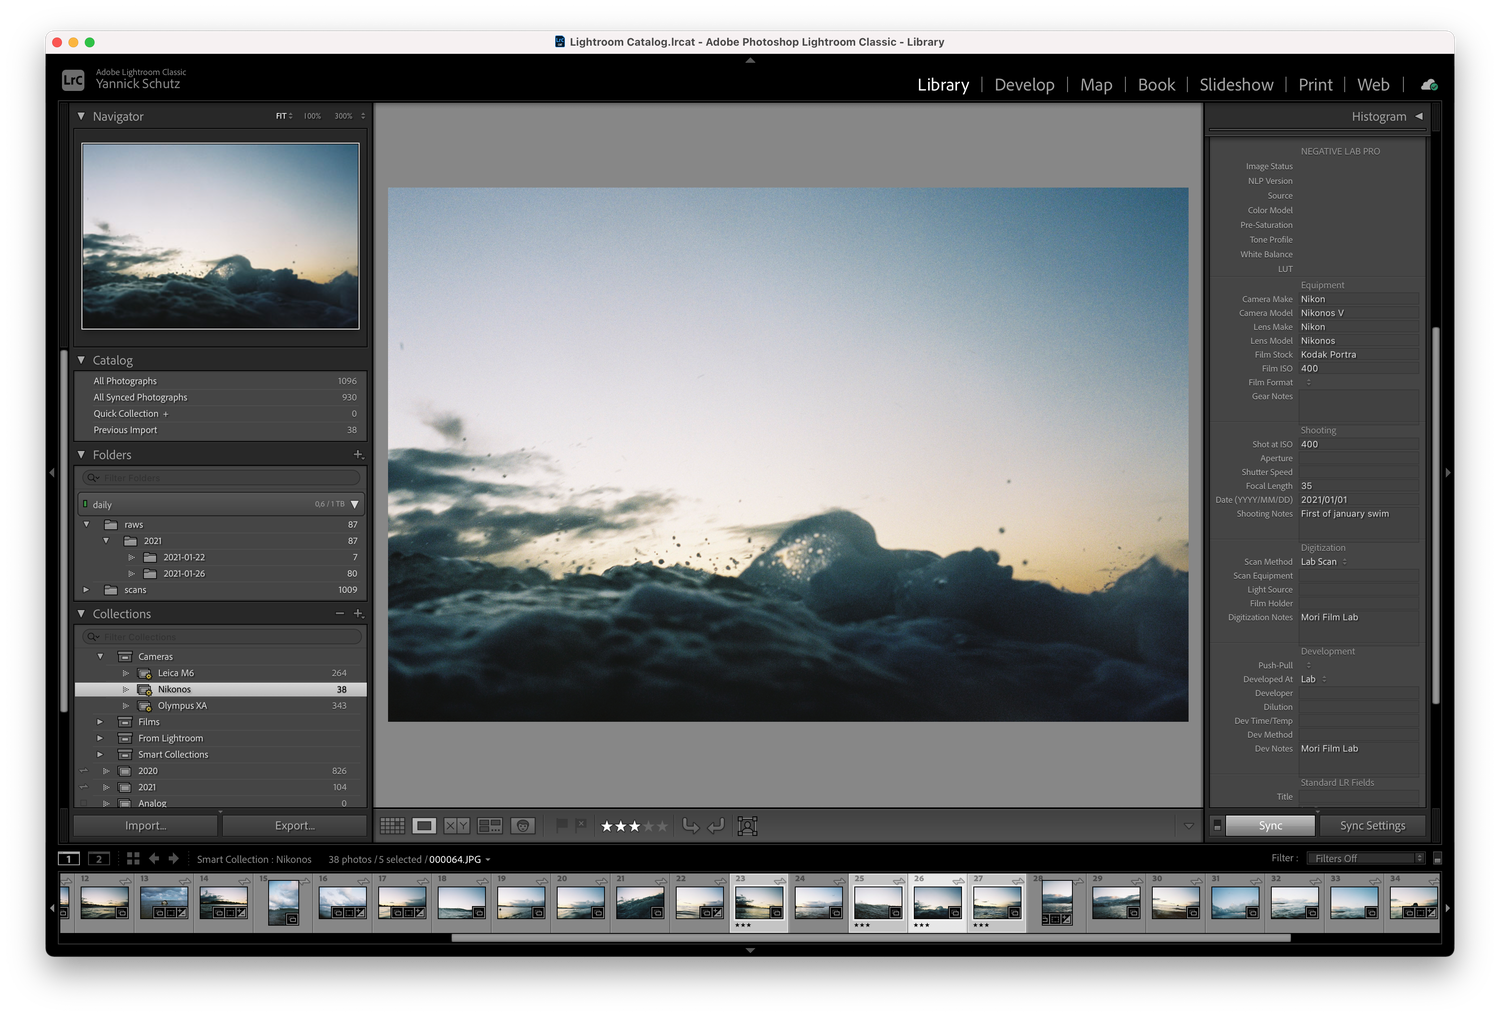 Lightroom Catalog.lrcat - Adobe Photoshop Lightroom Classic - Library
LrC
Adobe Lightroom Classic
Yannick Schutz
Library | Develop | Map | Book | Slideshow | Print | Web
Navigator FIT 100% 300%
Catalog
All Photographs 1096
All Synced Photographs 930
Quick Collection + 0
Previous Import 38
Folders
Filter Folders
daily 0,6 / 1 TB
raws 87
2021 87
2021-01-22 7
2021-01-26 80
scans 1009
Collections
Filter Collections
Cameras
Leica M6 264
Nikonos 38
Olympus XA 343
Films
From Lightroom
Smart Collections
2020 826
2021 104
Analog 0
Import... Export...
Histogram
NEGATIVE LAB PRO
Image Status
NLP Version
Source
Color Model
Pre-Saturation
Tone Profile
White Balance
LUT
Equipment
Camera Make Nikon
Camera Model Nikonos V
Lens Make Nikon
Lens Model Nikonos
Film Stock Kodak Portra
Film ISO 400
Film Format
Gear Notes
Shooting
Shot at ISO 400
Aperture
Shutter Speed
Focal Length 35
Date (YYYY/MM/DD) 2021/01/01
Shooting Notes First of january swim
Digitization
Scan Method Lab Scan
Scan Equipment
Light Source
Film Holder
Digitization Notes Mori Film Lab
Development
Push-Pull
Developed At Lab
Developer
Dilution
Dev Time/Temp
Dev Method
Dev Notes Mori Film Lab
Standard LR Fields
Title
Sync Sync Settings
XY
1 2 Smart Collection : Nikonos 38 photos / 5 selected / 000064.JPG
Filter : Filters Off
12 13 14 15 16 17 18 19 20 21 22 23 24 25 26 27 28 29 30 31 32 33 34